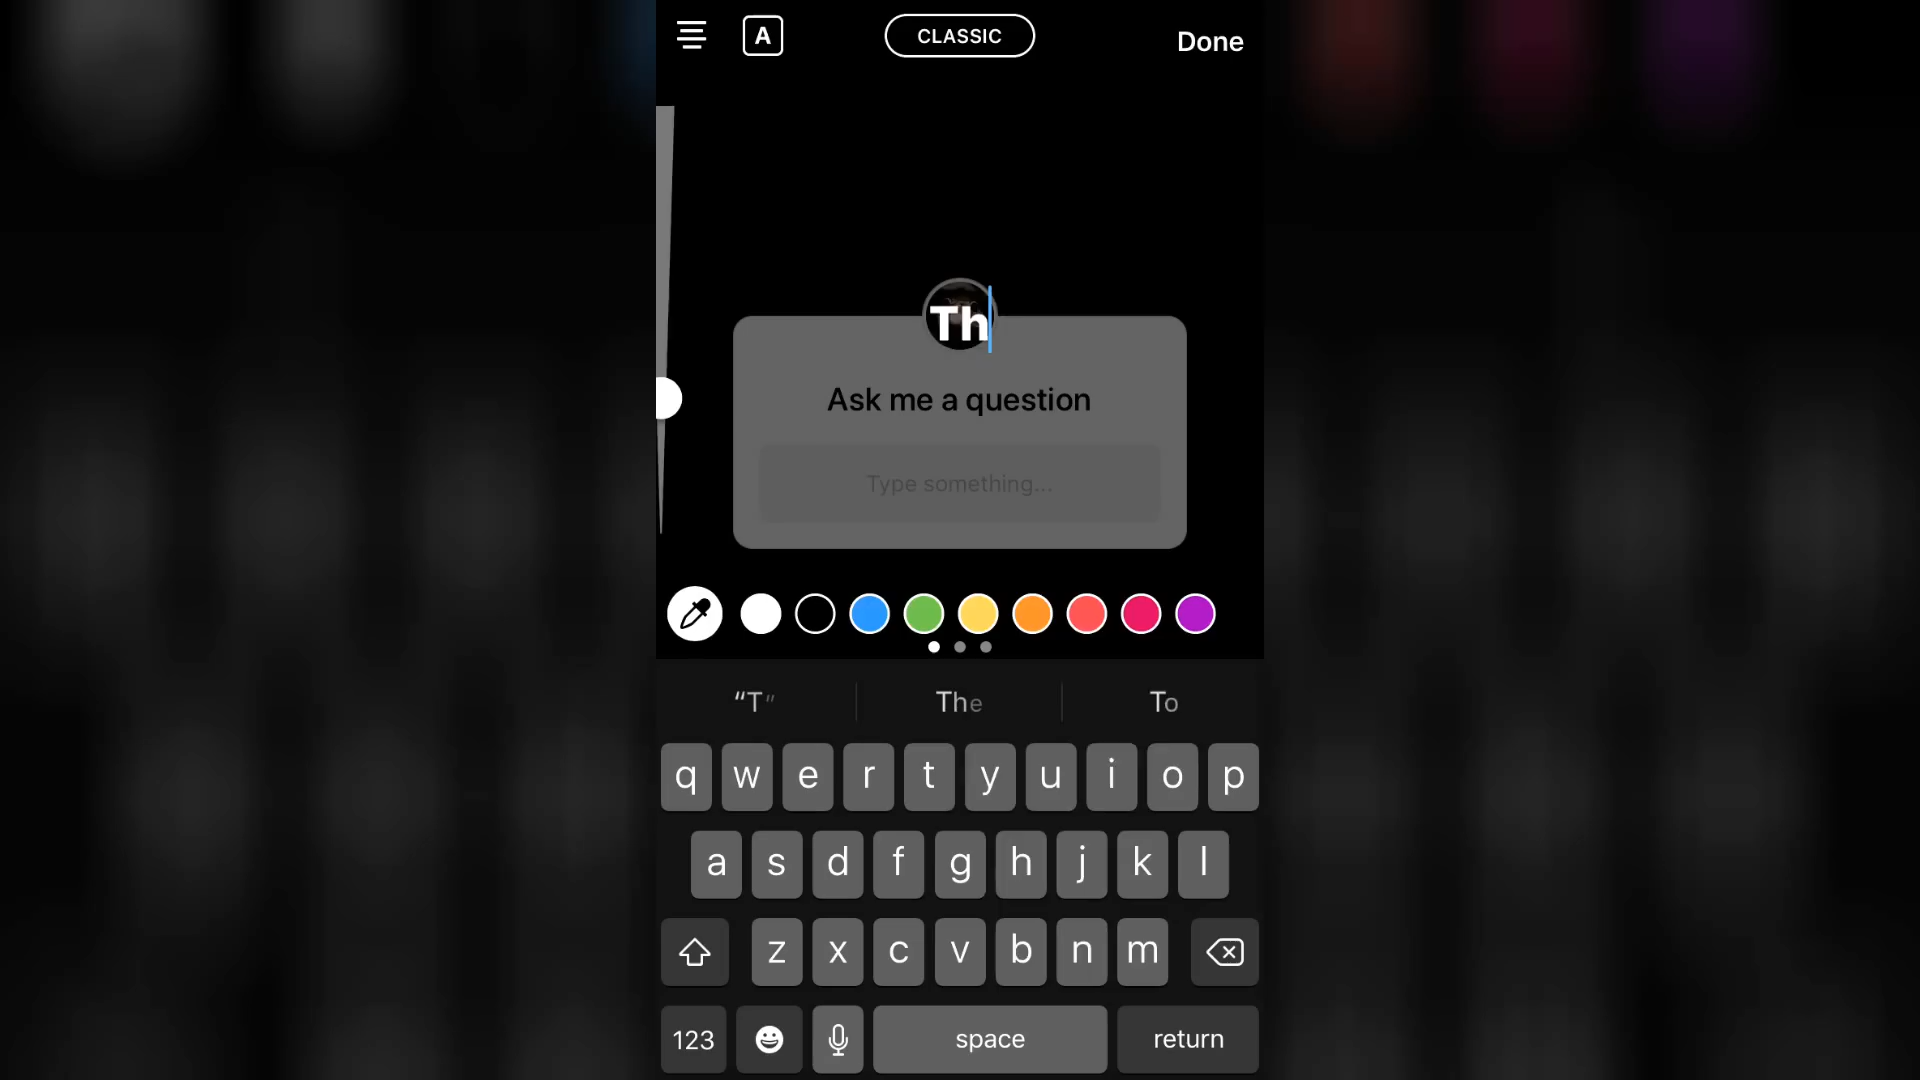 A CLASSIC Done
Th
Ask me a question
Type something...
“T” The To
q w e r t y u i o p
a s d f g h j k l
z x c v b n m
123 space return